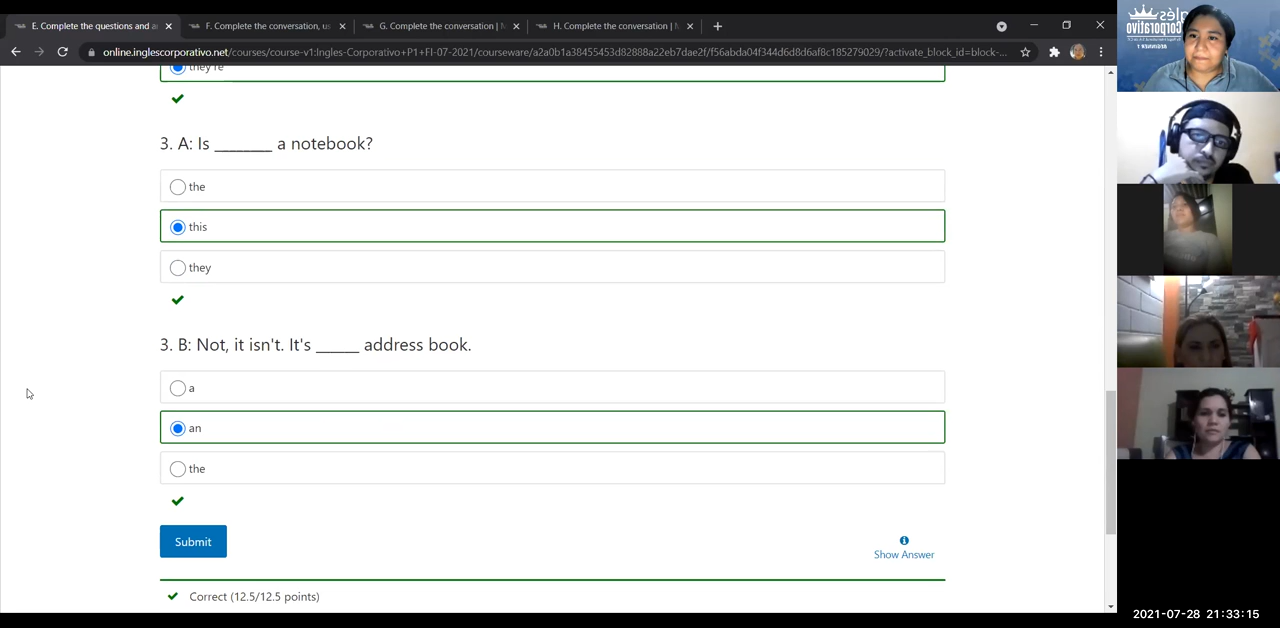 E. Complete the questions and a
F. Complete the conversation, u
G. Complete the conversation |
H. Complete the conversation |
online.inglescorporativo.net/courses/course-v1:Ingles-Corporativo+P1+FI-07-2021/courseware/a2a0b1a38455453d82888a22eb7dae2f/f56abda04f344d6d8d6af8c185279029/?activate_block_id=block-...
they're
3. A: Is ________ a notebook?
the
this
they
3. B: Not, it isn't. It's ______ address book.
a
an
the
Submit
Show Answer
Correct (12.5/12.5 points)
2021-07-28 21:33:15